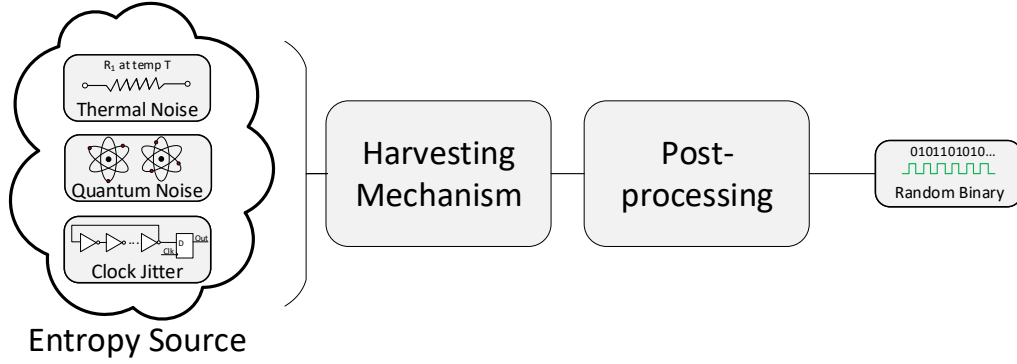 R₁ at temp T
Thermal Noise
Quantum Noise
D
Out
Clk
Clock Jitter
Entropy Source
Harvesting
Mechanism
Post-
processing
0101101010...
Random Binary